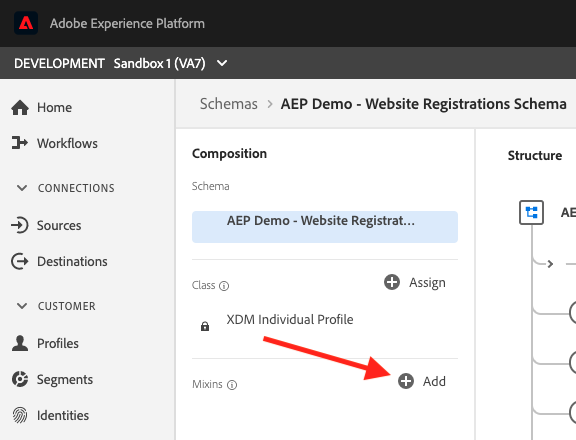 Adobe Experience Platform
DEVELOPMENT Sandbox 1 (VA7)
Home
Workflows
CONNECTIONS
Sources
Destinations
CUSTOMER
Profiles
Segments
Identities
Schemas > AEP Demo - Website Registrations Schema
Composition
Schema
AEP Demo - Website Registrat...
Class
Assign
XDM Individual Profile
Mixins
Add
Structure
AE